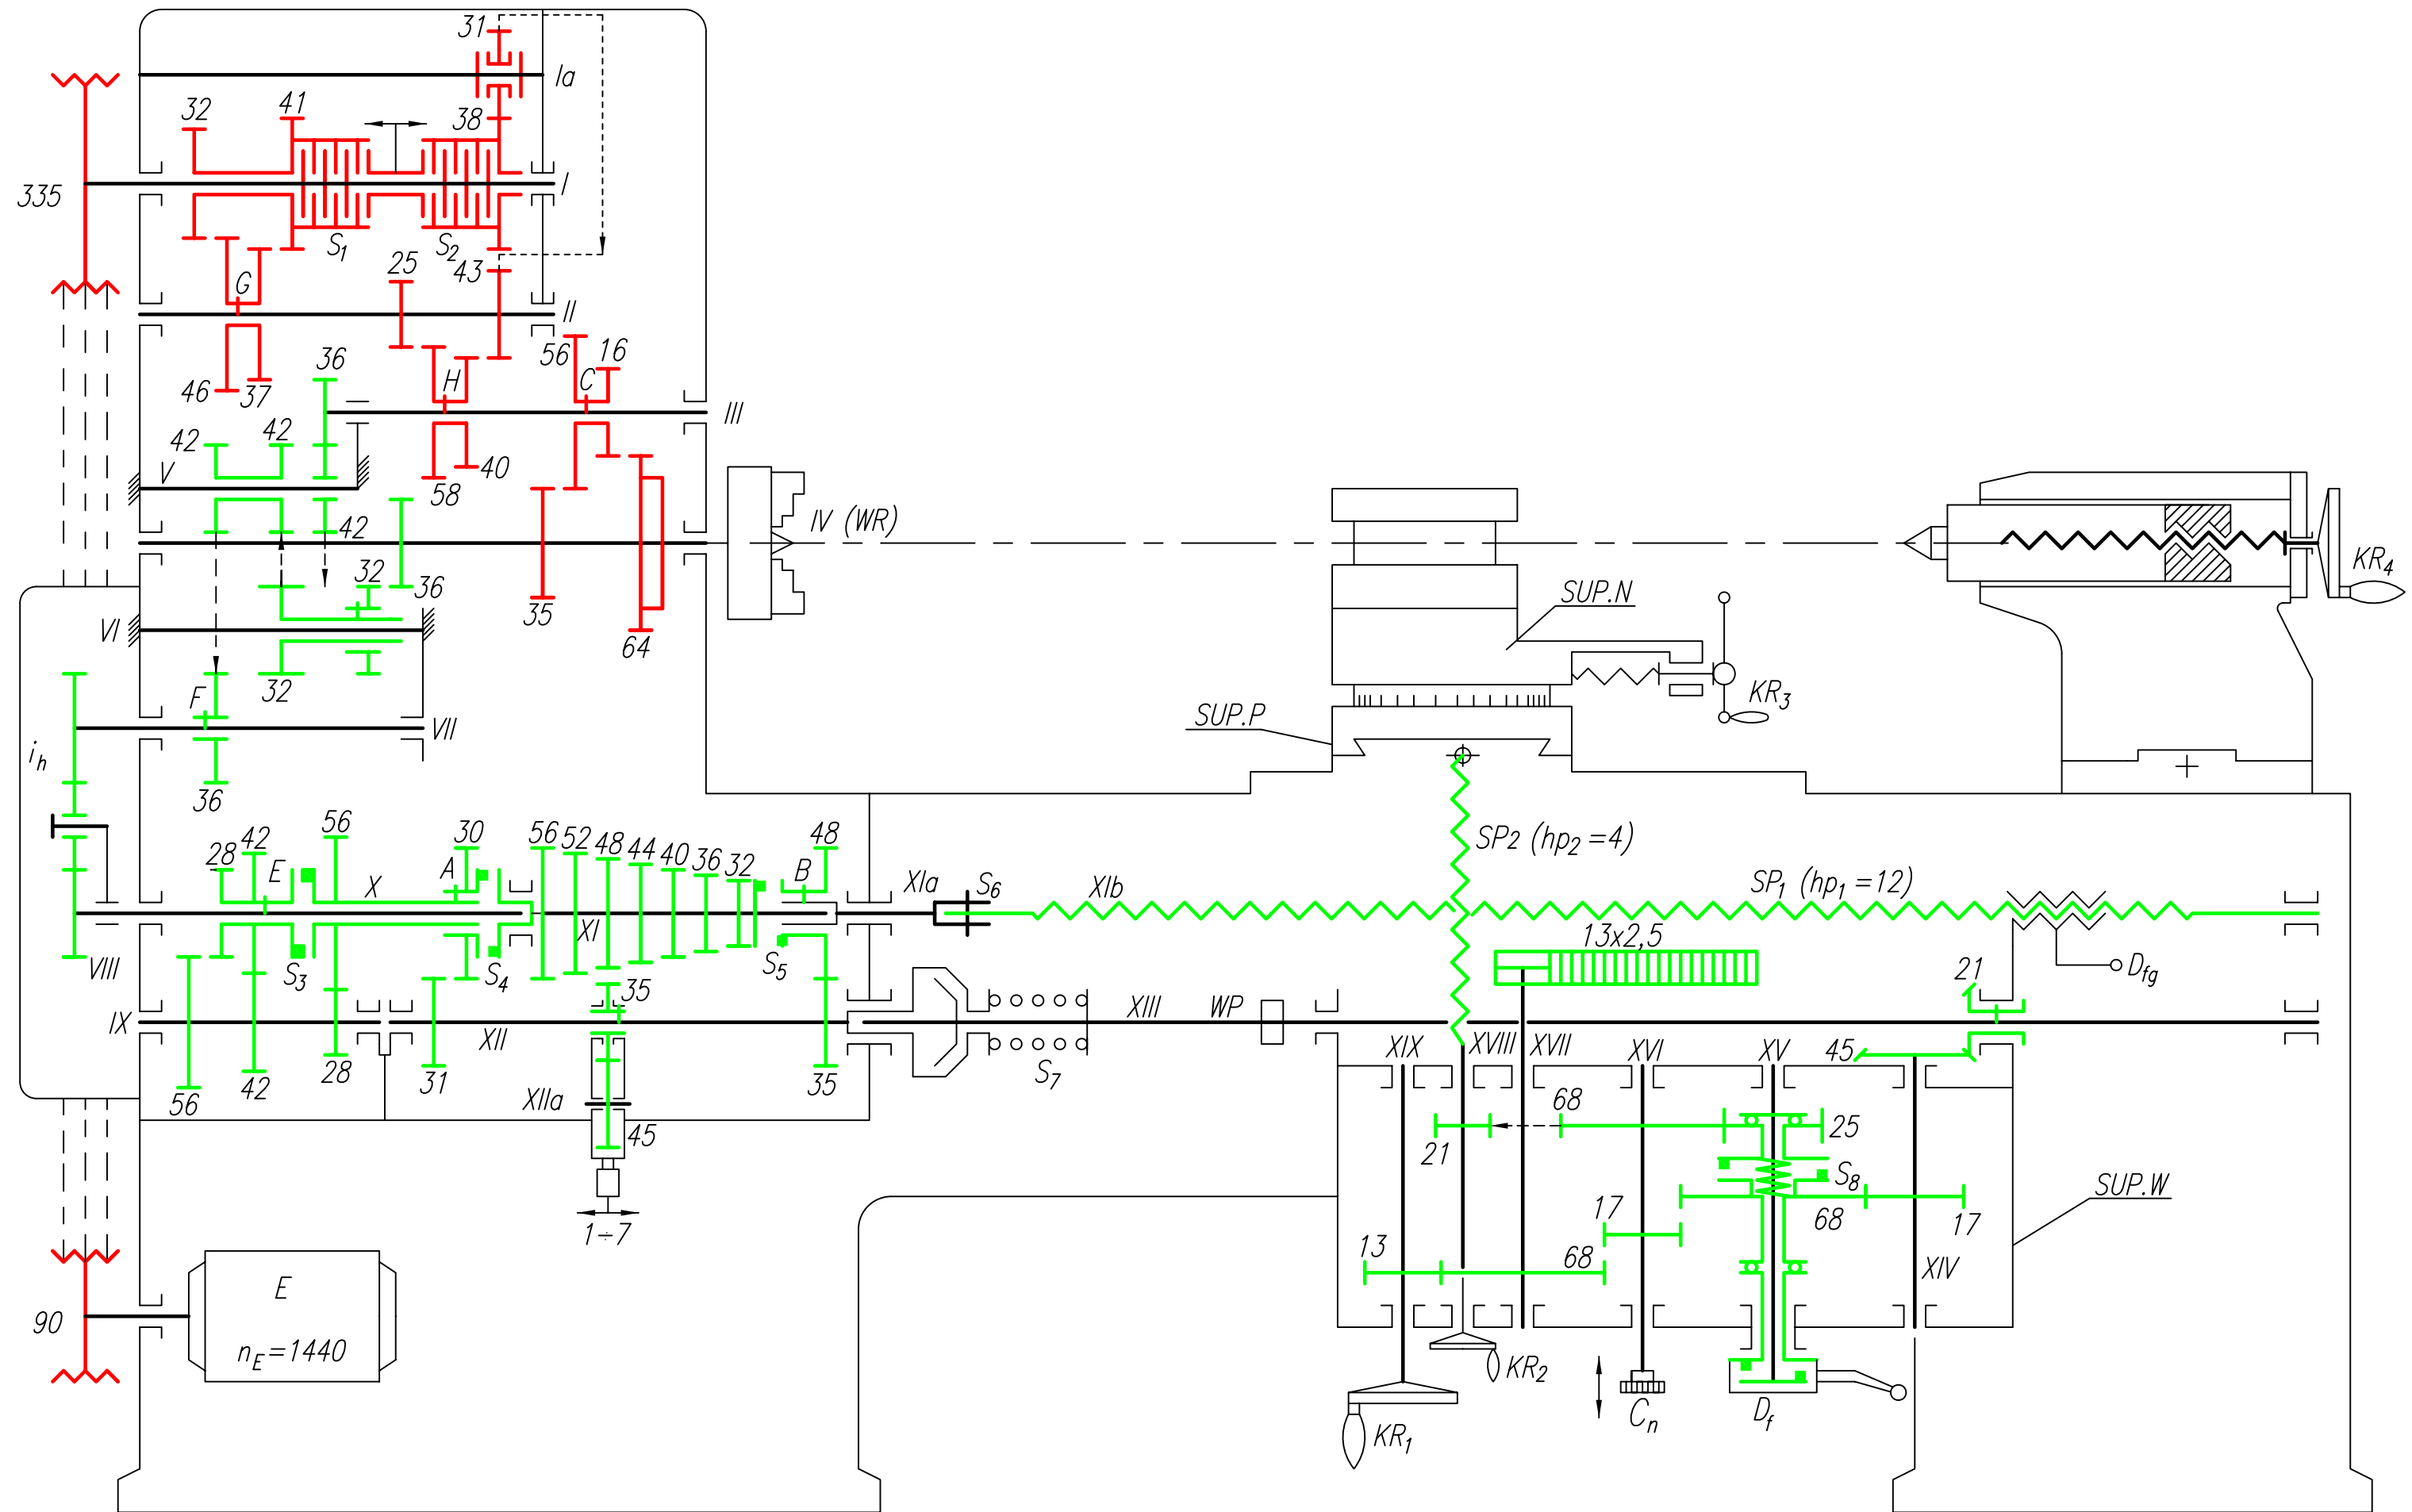 31
Ia
32
41
38
I
335
S1
S2
G
25
43
II
36
56
16
46
37
H
C
III
42
42
V
40
58
42
IV (WR)
32
36
35
KR4
SUP.N
VI
64
32
F
KR3
SUP.P
VII
ih
36
SP2 (hp2 =4)
28
42
56
30
56
52
48
44
40
36
32
48
E
X
A
B
XIa
S6
XIb
SP1 (hp1 =12)
XI
13x2,5
VIII
S3
S4
S5
35
21
Dfg
IX
XII
XIII
WP
56
42
28
31
35
S7
XIX
XVIII
XVII
XVI
XV
45
XIIa
45
68
25
21
S8
SUP.W
1÷7
17
68
17
13
68
XIV
E
90
nE=1440
KR2
KR1
Cn
Df